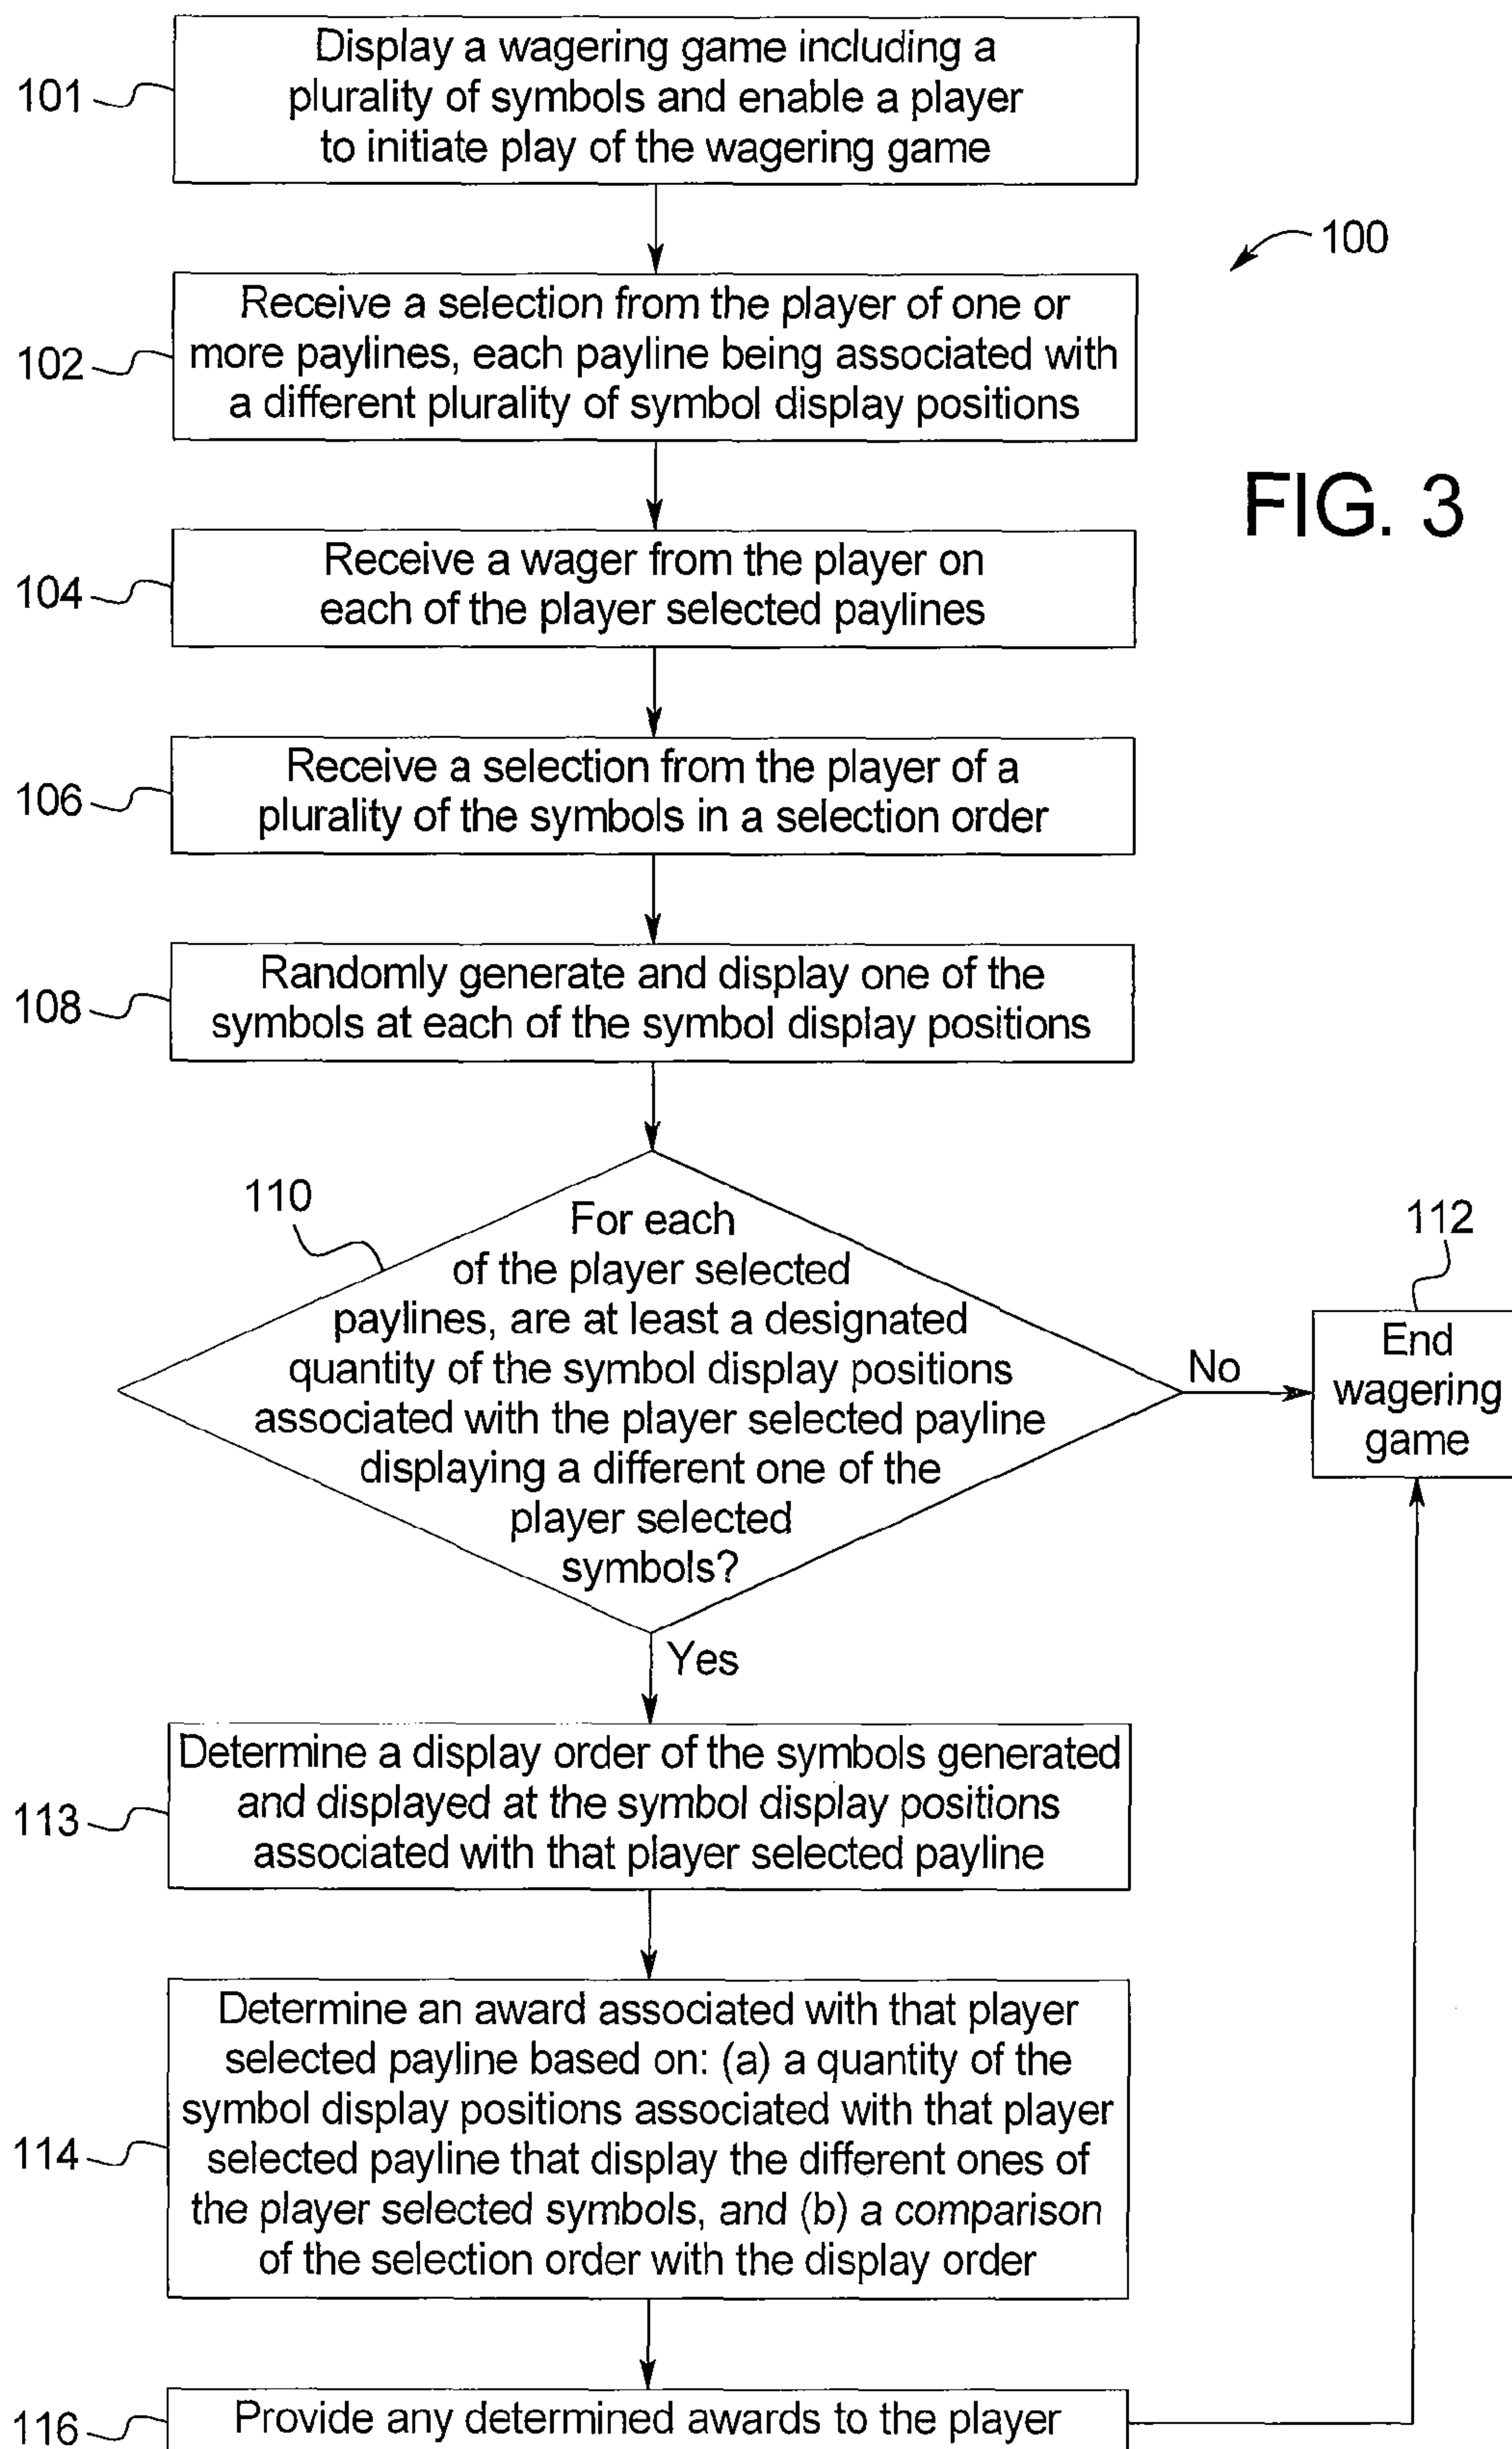 101
Display a wagering game including a
plurality of symbols and enable a player
to initiate play of the wagering game
100
102
Receive a selection from the player of one or
more paylines, each payline being associated with
a different plurality of symbol display positions
FIG. 3
104
Receive a wager from the player on
each of the player selected paylines
106
Receive a selection from the player of a
plurality of the symbols in a selection order
108
Randomly generate and display one of the
symbols at each of the symbol display positions
110
For each
of the player selected
paylines, are at least a designated
quantity of the symbol display positions
associated with the player selected payline
displaying a different one of the
player selected
symbols?
No
112
End
wagering
game
Yes
113
Determine a display order of the symbols generated
and displayed at the symbol display positions
associated with that player selected payline
114
Determine an award associated with that player
selected payline based on: (a) a quantity of the
symbol display positions associated with that player
selected payline that display the different ones of
the player selected symbols, and (b) a comparison
of the selection order with the display order
116
Provide any determined awards to the player